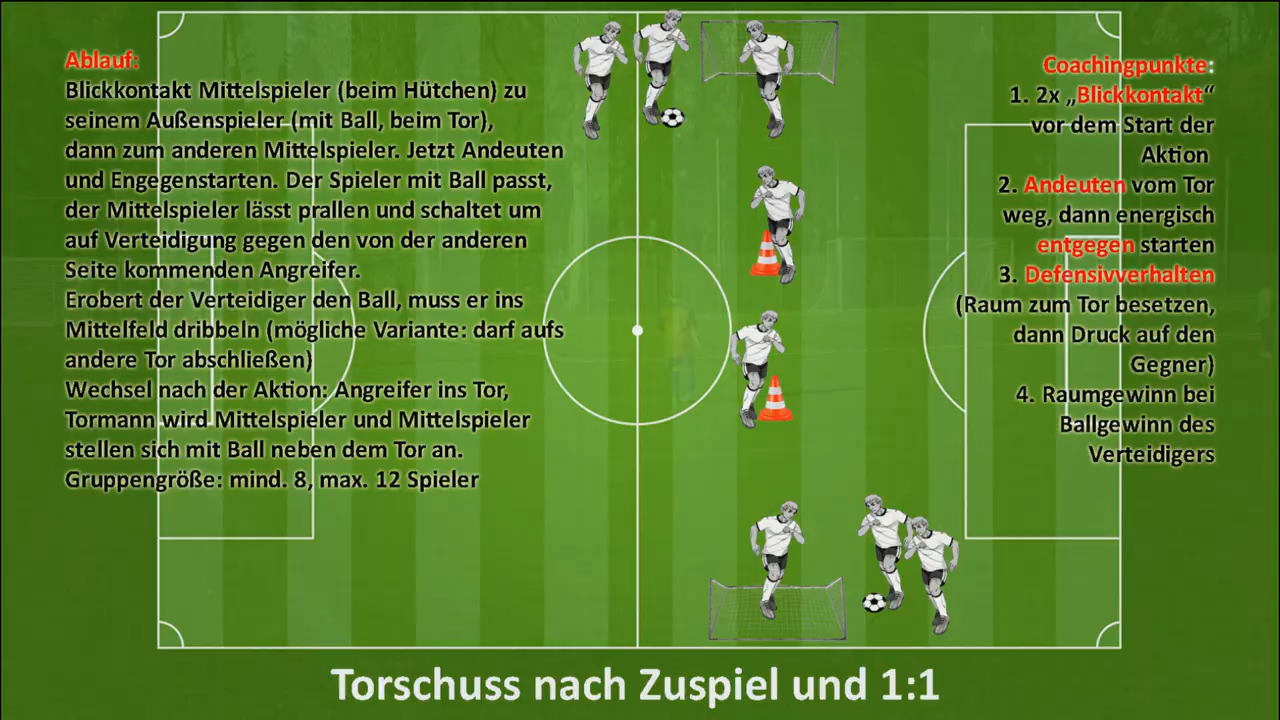 Ablauf:
Blickkontakt Mittelspieler (beim Hütchen) zu
seinem Außenspieler (mit Ball, beim Tor),
dann zum anderen Mittelspieler. Jetzt Andeuten
und Engegenstarten. Der Spieler mit Ball passt,
der Mittelspieler lässt prallen und schaltet um
auf Verteidigung gegen den von der anderen
Seite kommenden Angreifer.
Erobert der Verteidiger den Ball, muss er ins
Mittelfeld dribbeln (mögliche Variante: darf aufs
andere Tor abschließen)
Wechsel nach der Aktion: Angreifer ins Tor,
Tormann wird Mittelspieler und Mittelspieler
stellen sich mit Ball neben dem Tor an.
Gruppengröße: mind. 8, max. 12 Spieler
Coachingpunkte:
1. 2x „Blickkontakt“
vor dem Start der
Aktion
2. Andeuten vom Tor
weg, dann energisch
entgegen starten
3. Defensivverhalten
(Raum zum Tor besetzen,
dann Druck auf den
Gegner)
4. Raumgewinn bei
Ballgewinn des
Verteidigers
Torschuss nach Zuspiel und 1:1